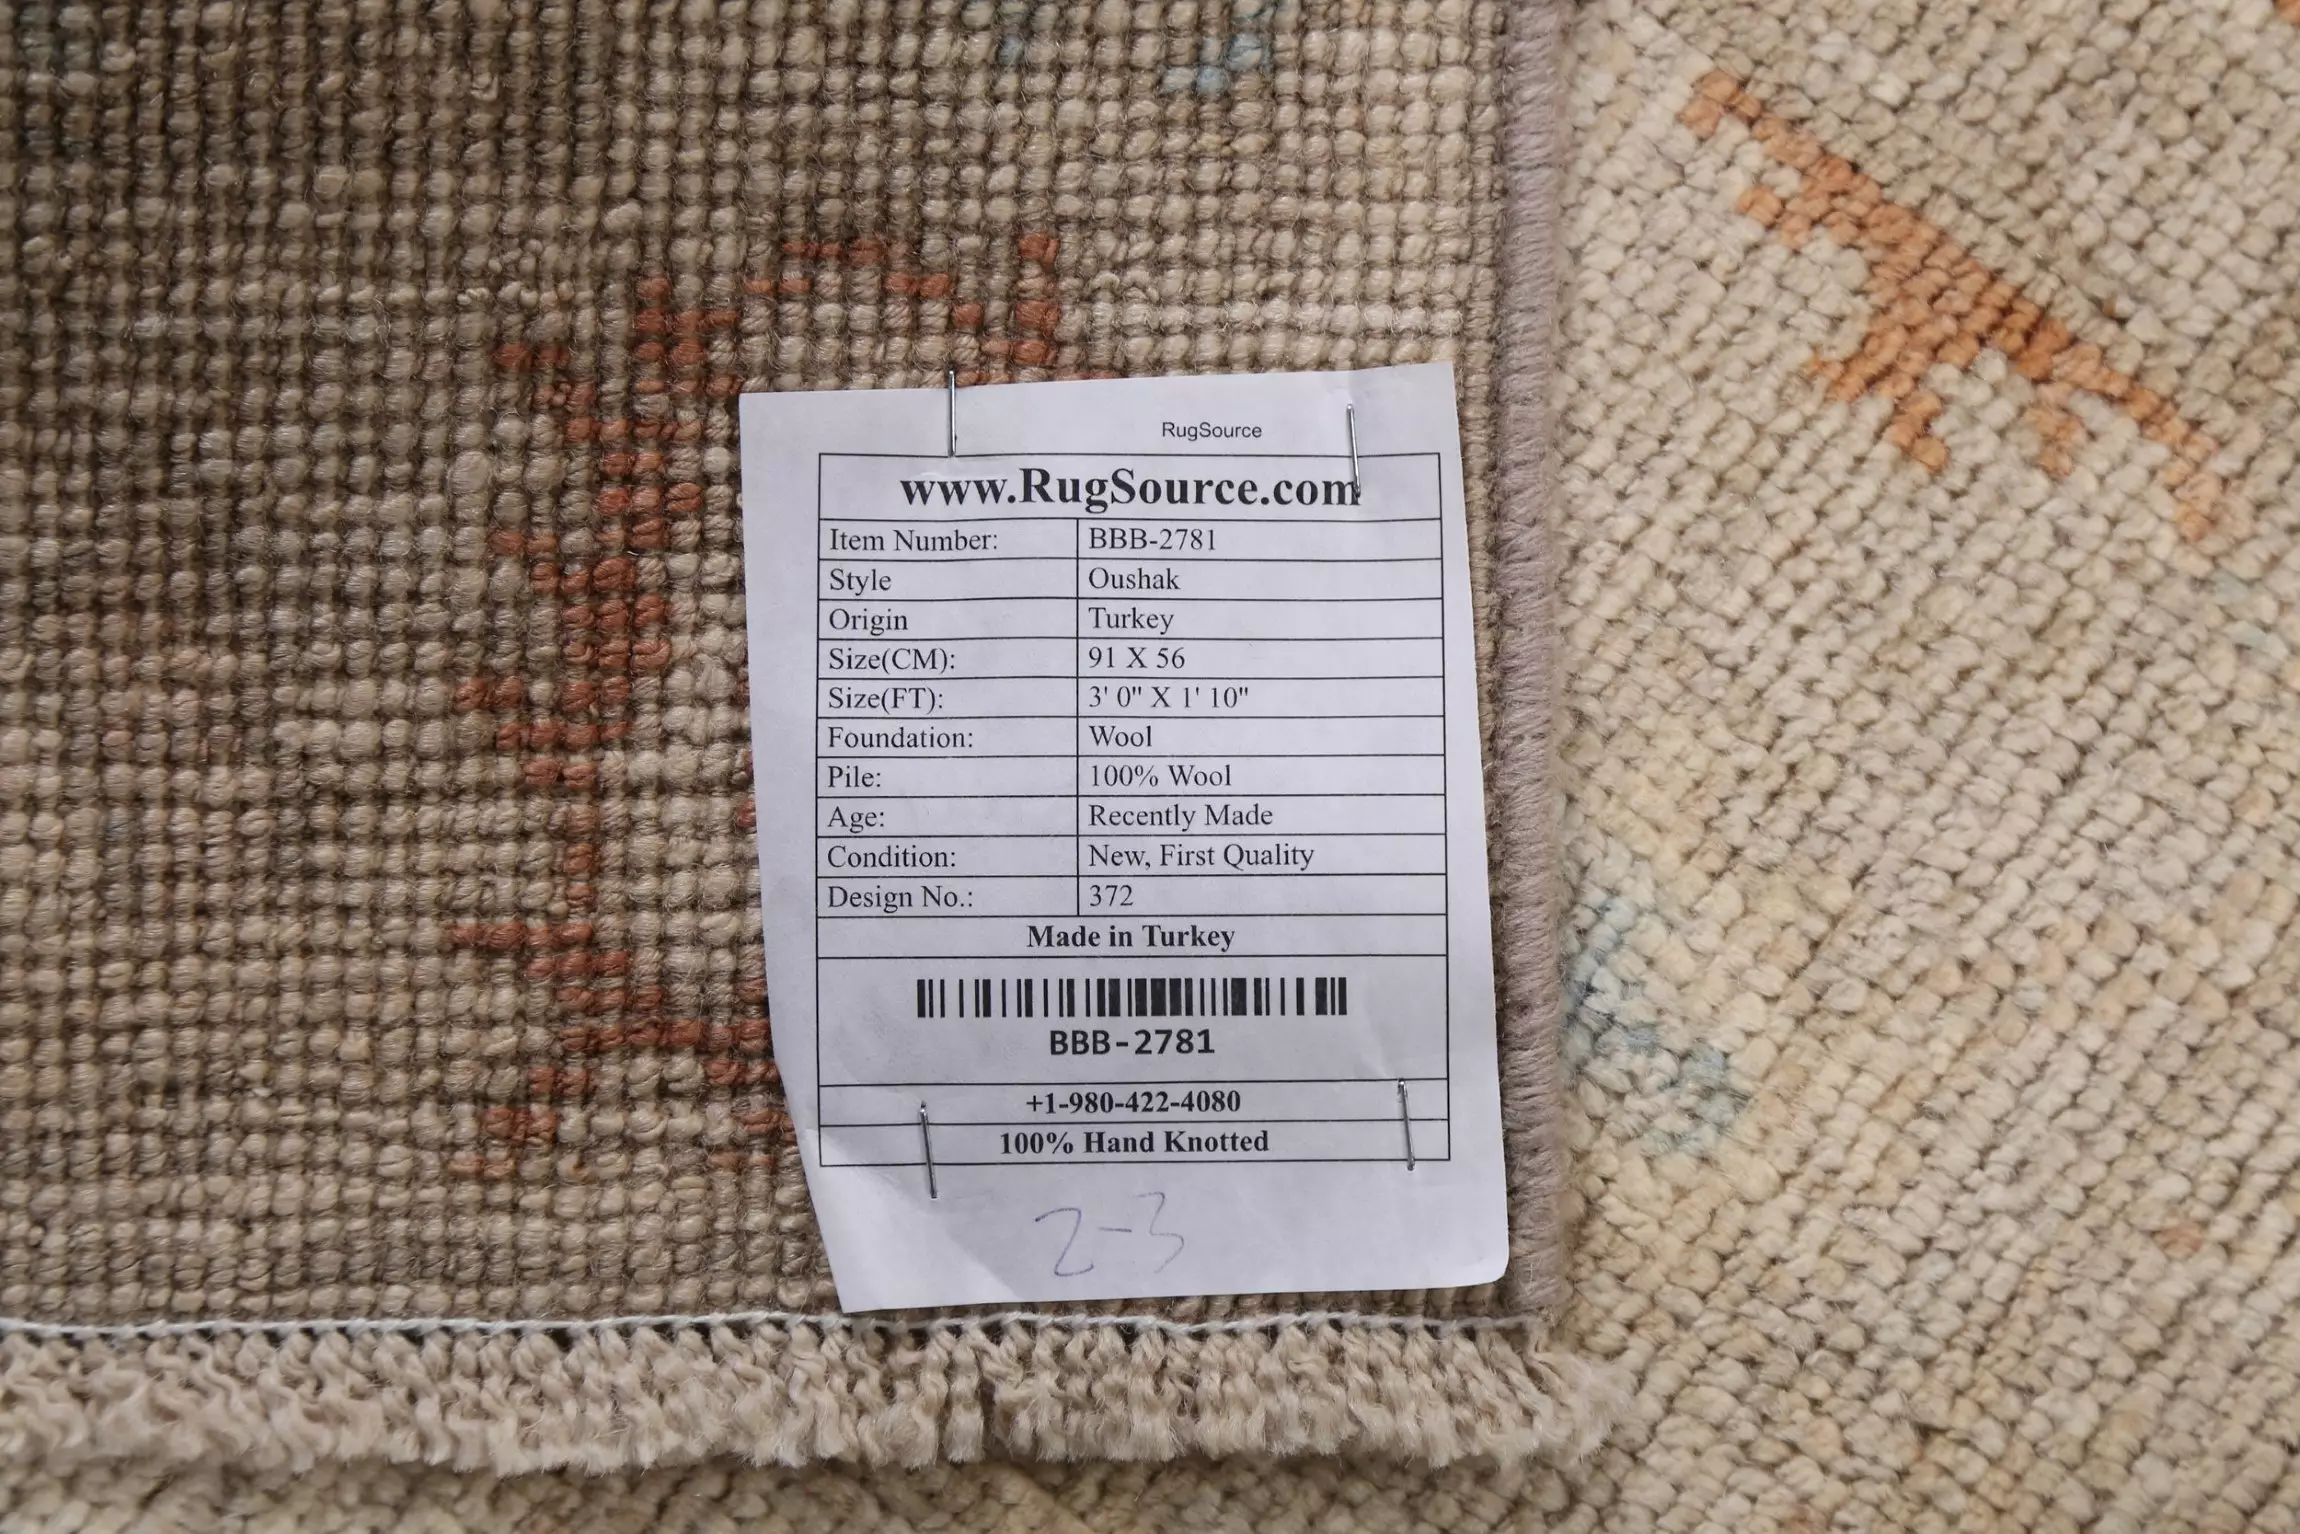 RugSource
www.RugSource.com
Item Number: BBB-2781
Style Oushak
Origin Turkey
Size(CM): 91 X 56
Size(FT): 3' 0" X 1' 10"
Foundation: Wool
Pile: 100% Wool
Age: Recently Made
Condition: New, First Quality
Design No.: 372
Made in Turkey
BBB-2781
+1-980-422-4080
100% Hand Knotted
2-3